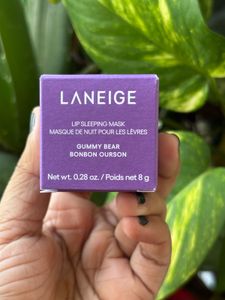 LANEIGE
LIP SLEEPING MASK
MASQUE DE NUIT POUR LES LÈVRES
GUMMY BEAR
BONBON OURSON
Net wt. 0.28 oz. / Poids net 8 g